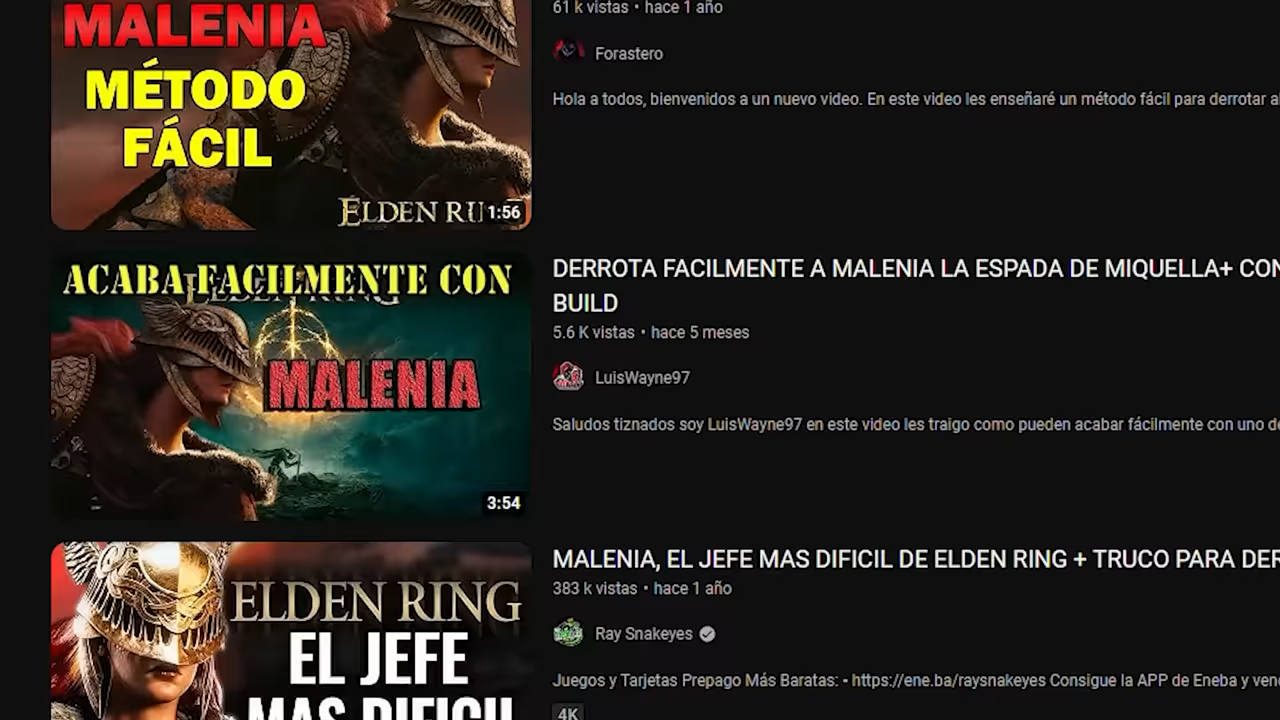 MALENIA
MÉTODO
FÁCIL
ELDEN
1:56
61 k vistas • hace 1 año
Forastero
Hola a todos, bienvenidos a un nuevo video. En este video les enseñaré un método fácil para derrotar
ACABA FACILMENTE CON
ELDEN RING
MALENIA
3:54
DERROTA FACILMENTE A MALENIA LA ESPADA DE MIQUELLA+ CON
BUILD
5.6 K vistas • hace 5 meses
LuisWayne97
Saludos tiznados soy LuisWayne97 en este video les traigo como pueden acabar fácilmente con uno
ELDEN RING
EL JEFE
MAS DIFICIL
MALENIA, EL JEFE MAS DIFICIL DE ELDEN RING + TRUCO PARA
383 k vistas • hace 1 año
Ray Snakeyes
Juegos y Tarjetas Prepago Más Baratas: - https://ene.ba/raysnakeyes Consigue la APP de Eneba y
4K